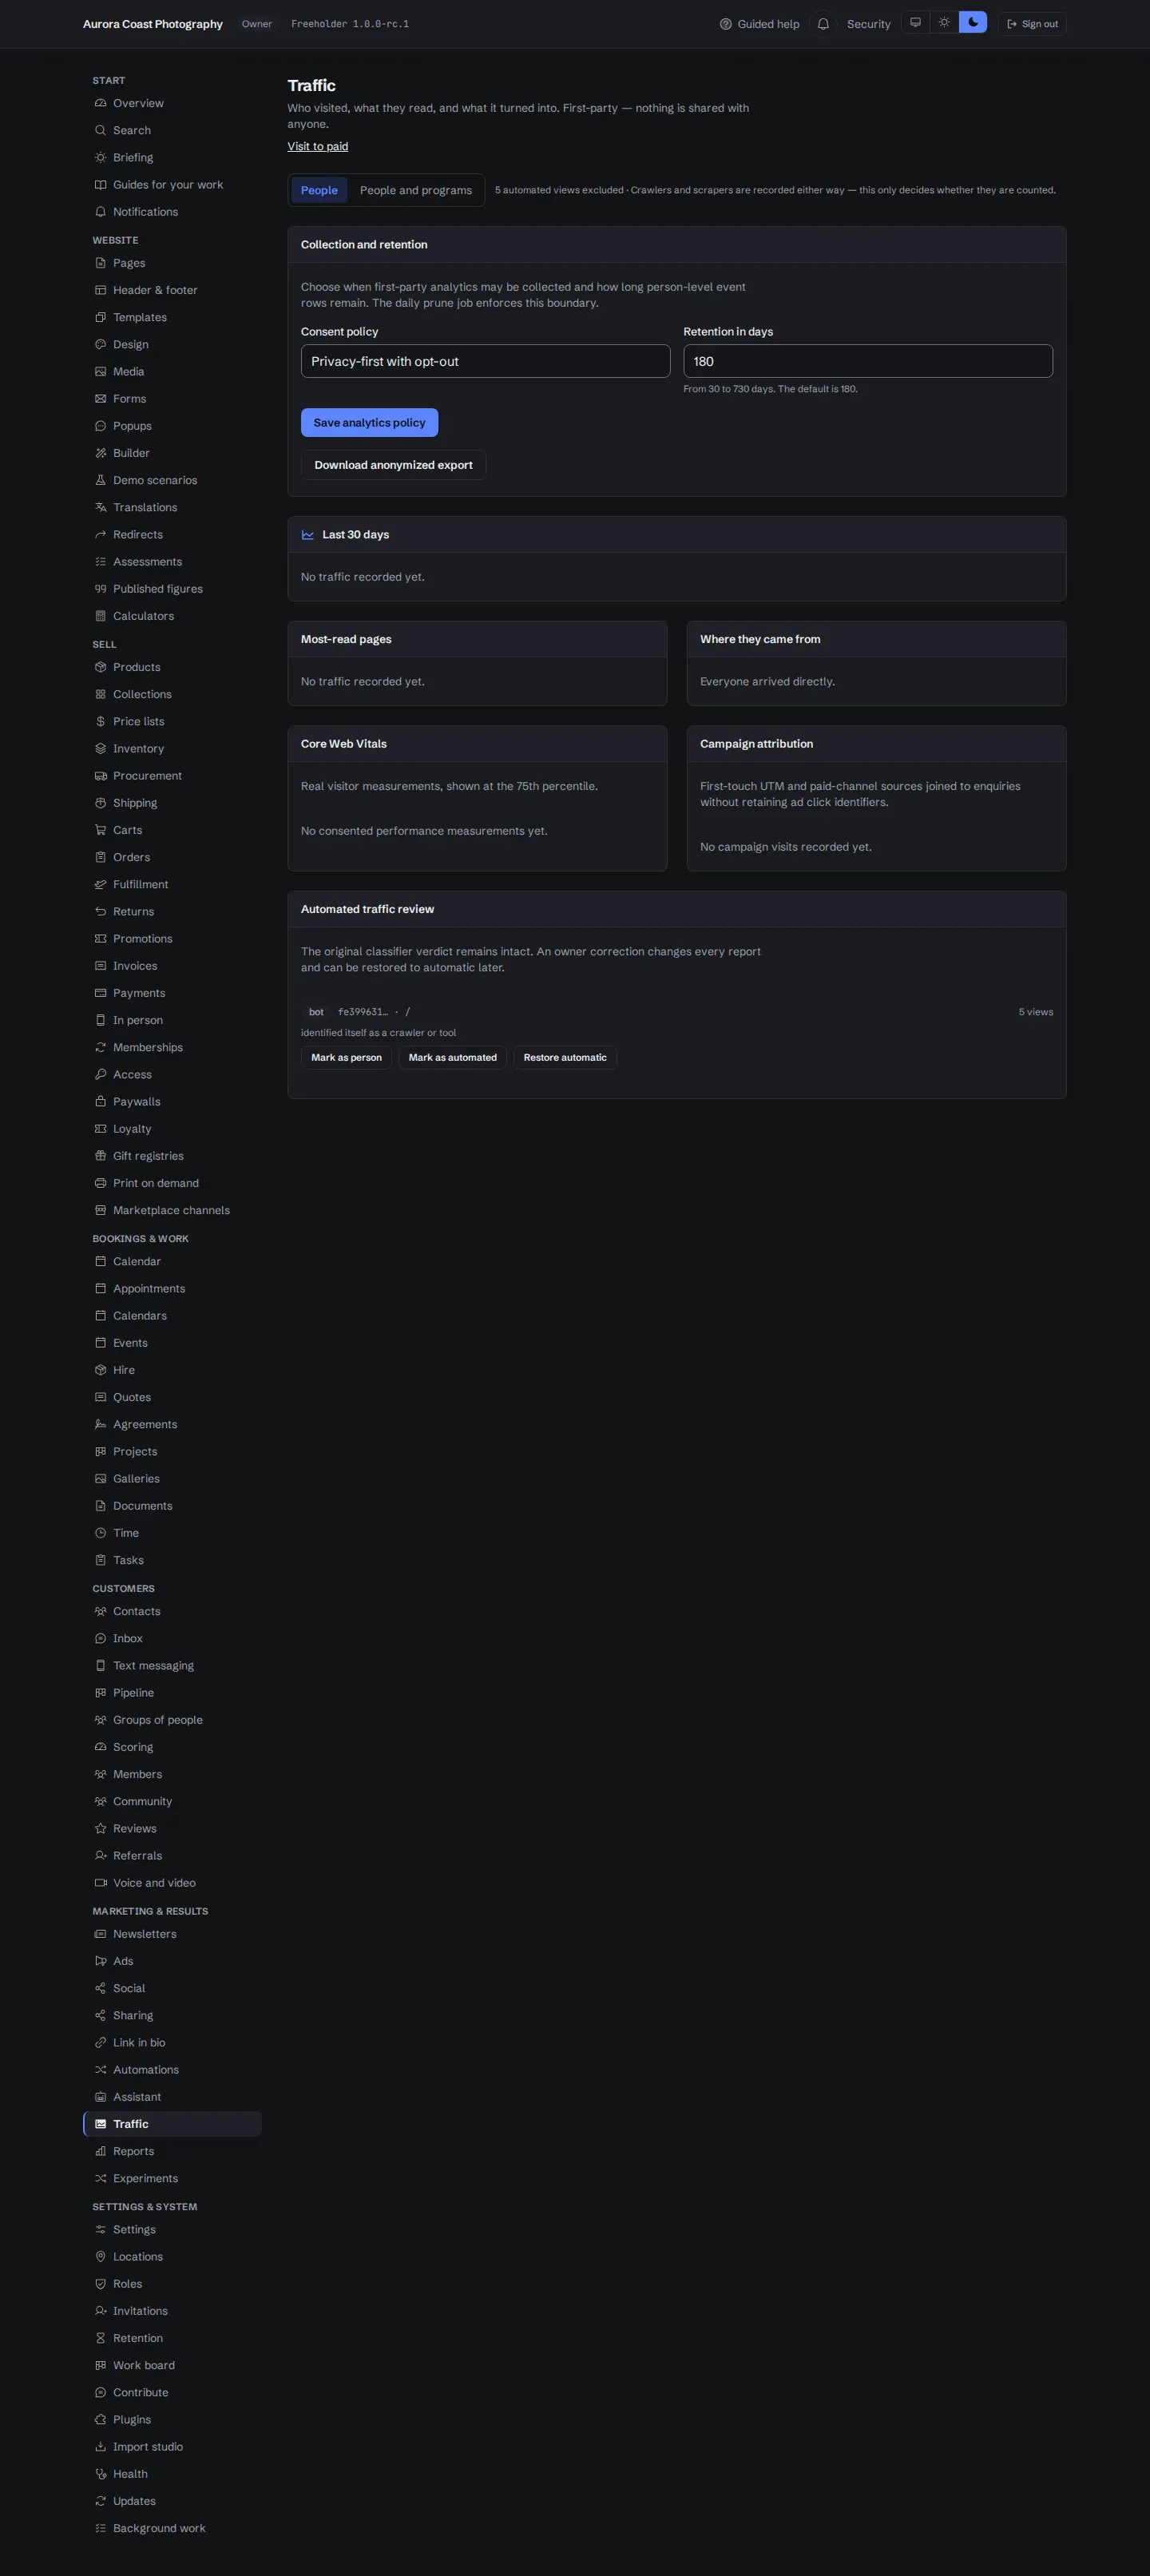 Aurora Coast Photography
Owner
Freeholder 1.0.0-rc.1
Guided help
Security
Sign out
START
Overview
Search
Briefing
Guides for your work
Notifications
WEBSITE
Pages
Header & footer
Templates
Design
Media
Forms
Popups
Builder
Demo scenarios
Translations
Redirects
Assessments
Published figures
Calculators
SELL
Products
Collections
Price lists
Inventory
Procurement
Shipping
Carts
Orders
Fulfillment
Returns
Promotions
Invoices
Payments
In person
Memberships
Access
Paywalls
Loyalty
Gift registries
Print on demand
Marketplace channels
BOOKINGS & WORK
Calendar
Appointments
Calendars
Events
Hire
Quotes
Agreements
Projects
Galleries
Documents
Time
Tasks
CUSTOMERS
Contacts
Inbox
Text messaging
Pipeline
Groups of people
Scoring
Members
Community
Reviews
Referrals
Voice and video
MARKETING & RESULTS
Newsletters
Ads
Social
Sharing
Link in bio
Automations
Assistant
Traffic
Reports
Experiments
SETTINGS & SYSTEM
Settings
Locations
Roles
Invitations
Retention
Work board
Contribute
Plugins
Import studio
Health
Updates
Background work
Traffic
Who visited, what they read, and what it turned into. First-party — nothing is shared with
anyone.
Visit to paid
People
People and programs
5 automated views excluded · Crawlers and scrapers are recorded either way — this only decides whether they are counted.
Collection and retention
Choose when first-party analytics may be collected and how long person-level event
rows remain. The daily prune job enforces this boundary.
Consent policy
Privacy-first with opt-out
Retention in days
180
From 30 to 730 days. The default is 180.
Save analytics policy
Download anonymized export
Last 30 days
No traffic recorded yet.
Most-read pages
No traffic recorded yet.
Where they came from
Everyone arrived directly.
Core Web Vitals
Real visitor measurements, shown at the 75th percentile.
No consented performance measurements yet.
Campaign attribution
First-touch UTM and paid-channel sources joined to enquiries
without retaining ad click identifiers.
No campaign visits recorded yet.
Automated traffic review
The original classifier verdict remains intact. An owner correction changes every report
and can be restored to automatic later.
bot
fe399631… · /
5 views
identified itself as a crawler or tool
Mark as person
Mark as automated
Restore automatic